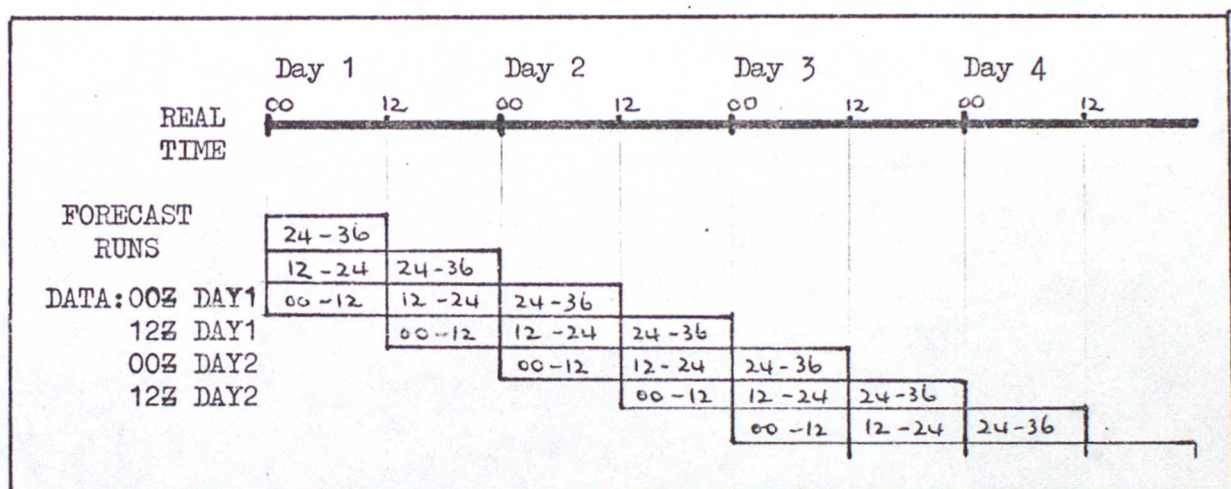 Day 1 Day 2 Day 3 Day 4
00 12 00 12 00 12 00 12
REAL
TIME
FORECAST
24-36
RUNS
12-24 24-36
DATA:00Z DAY1 00-12 12-24 24-36
12Z DAY1 00-12 12-24 24-36
00Z DAY2 00-12 12-24 24-36
12Z DAY2 00-12 12-24 24-36
00-12 12-24 24-36